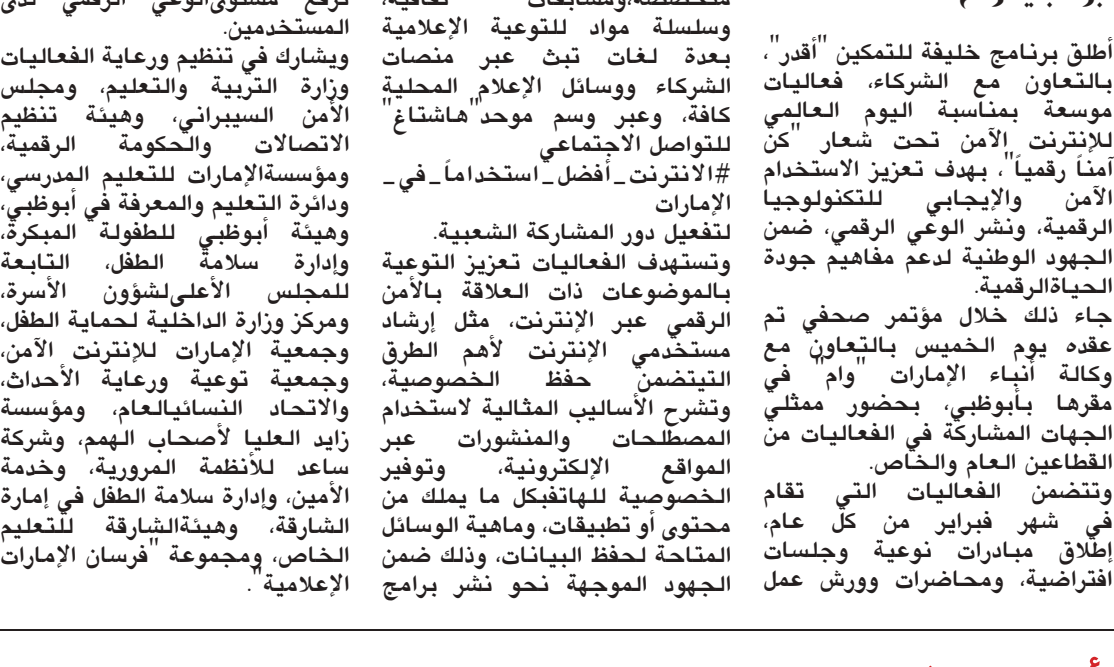 أطلق برنامج خليفة للتمكين "أقدر"،
بالتعاون مع الشركاء، فعاليات
موسعة بمناسبة اليوم العالمي
للإنترنت الآمن تحت شعار "كن
آمناً رقمياً"، بهدف تعزيز الاستخدام
الآمن والإيجابي للتكنولوجيا
الرقمية، ونشر الوعي الرقمي، ضمن
الجهود الوطنية لدعم مفاهيم جودة
الحياةالرقمية.
جاء ذلك خلال مؤتمر صحفي تم
عقده يوم الخميس بالتعاون مع
وكالة أنباء الإمارات "وام" في
مقرها بأبوظبي، بحضور ممثلي
الجهات المشاركة في الفعاليات من
القطاعين العام والخاص.
وتتضمن الفعاليات التي تقام
في شهر فبراير من كل عام،
إطلاق مبادرات نوعية وجلسات
افتراضية، ومحاضرات وورش عمل
متخصصة،ومسابقات ثقافية،
وسلسلة مواد للتوعية الإعلامية
بعدة لغات تبث عبر منصات
الشركاء ووسائل الإعلام المحلية
كافة، وعبر وسم موحد"هاشتاغ"
للتواصل الاجتماعي
#الانترنت_أفضل_استخداماً_في_
الإمارات
لتفعيل دور المشاركة الشعبية.
وتستهدف الفعاليات تعزيز التوعية
بالموضوعات ذات العلاقة بالأمن
الرقمي عبر الإنترنت، مثل إرشاد
مستخدمي الإنترنت لأهم الطرق
التيتضمن حفظ الخصوصية،
وتشرح الأساليب المثالية لاستخدام
المصطلحات والمنشورات عبر
المواقع الإلكترونية، وتوفير
الخصوصية للهاتفبكل ما يملك من
محتوى أو تطبيقات، وماهية الوسائل
المتاحة لحفظ البيانات، وذلك ضمن
الجهود الموجهة نحو نشر برامج
ترفع مستوىالوعي الرقمي لدى
المستخدمين.
ويشارك في تنظيم ورعاية الفعاليات
وزارة التربية والتعليم، ومجلس
الأمن السيبراني، وهيئة تنظيم
الاتصالات والحكومة الرقمية،
ومؤسسةالإمارات للتعليم المدرسي،
ودائرة التعليم والمعرفة في أبوظبي،
وهيئة أبوظبي للطفولة المبكرة،
وإدارة سلامة الطفل، التابعة
للمجلس الأعلىلشؤون الأسرة،
ومركز وزارة الداخلية لحماية الطفل،
وجمعية الإمارات للإنترنت الآمن،
وجمعية توعية ورعاية الأحداث،
والاتحاد النسائيالعام، ومؤسسة
زايد العليا لأصحاب الهمم، وشركة
ساعد للأنظمة المرورية، وخدمة
الأمين، وإدارة سلامة الطفل في إمارة
الشارقة، وهيئةالشارقة للتعليم
الخاص، ومجموعة "فرسان الإمارات
الإعلامية".